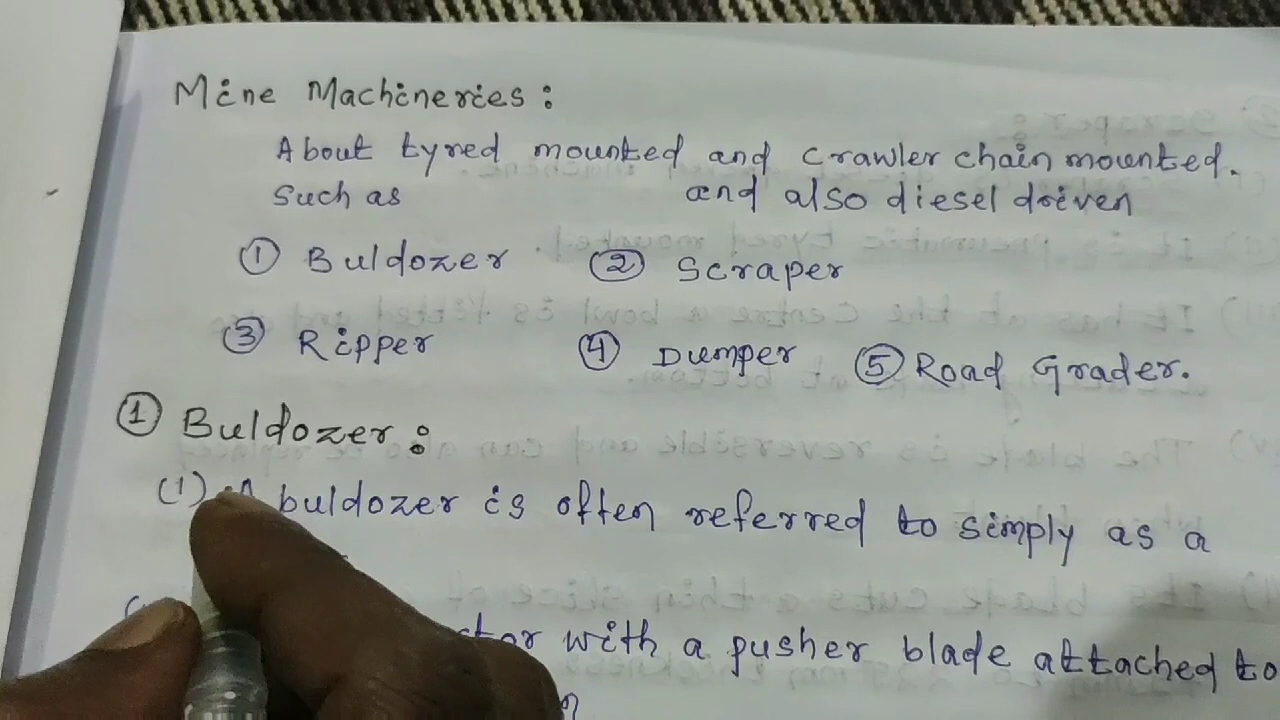 Mine Machineries:
About tyred mounted and crawler chain mounted.
Such as and also diesel driven
① Buldozer ② Scraper
③ Ripper ④ Dumper ⑤ Road Grader.
① Buldozer:
(1) A buldozer is often referred to simply as a
with a pusher blade attached to